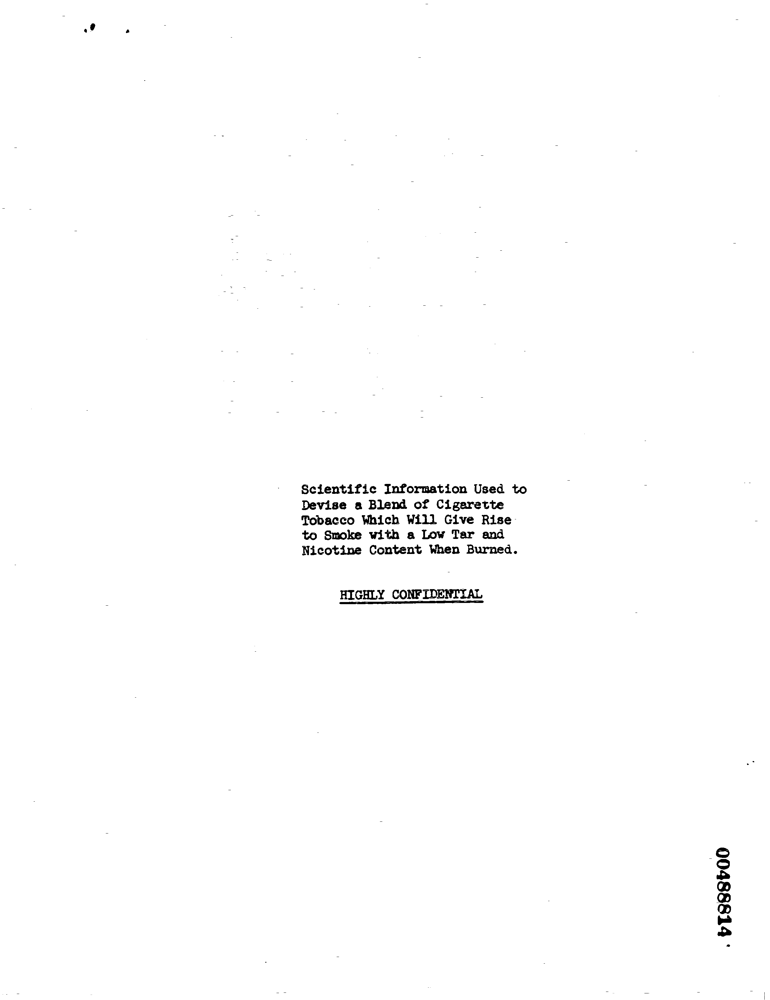 Scientific Information Used to
Devise a Blend of Cigarette
Tobacco Which Will Give Rise
to Smoke with a Low Tar and
Nicotine Content When Burned.
HIGHLY CONFIDENTIAL
00488814